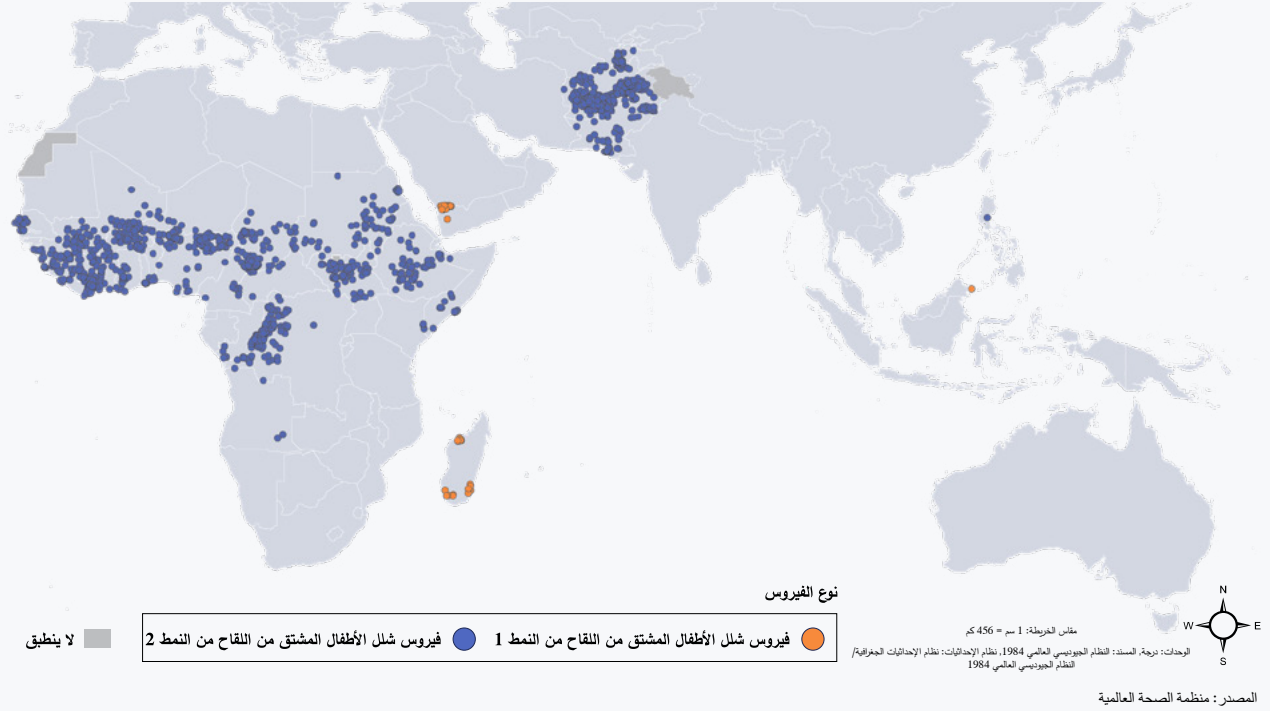 نوع الفيروس
فيروس شلل الأطفال المشتق من اللقاح من النمط 1
فيروس شلل الأطفال المشتق من اللقاح من النمط 2
لا ينطبق
مقاس الخريطة: 1 سم = 456 كم
الوحدات: درجة, المسند: النظام الجيوديسي العالمي 1984, نظام الإحداثيات: نظام الإحداثيات الجغرافية/
النظام الجيوديسي العالمي 1984
N
W E
S
المصدر: منظمة الصحة العالمية